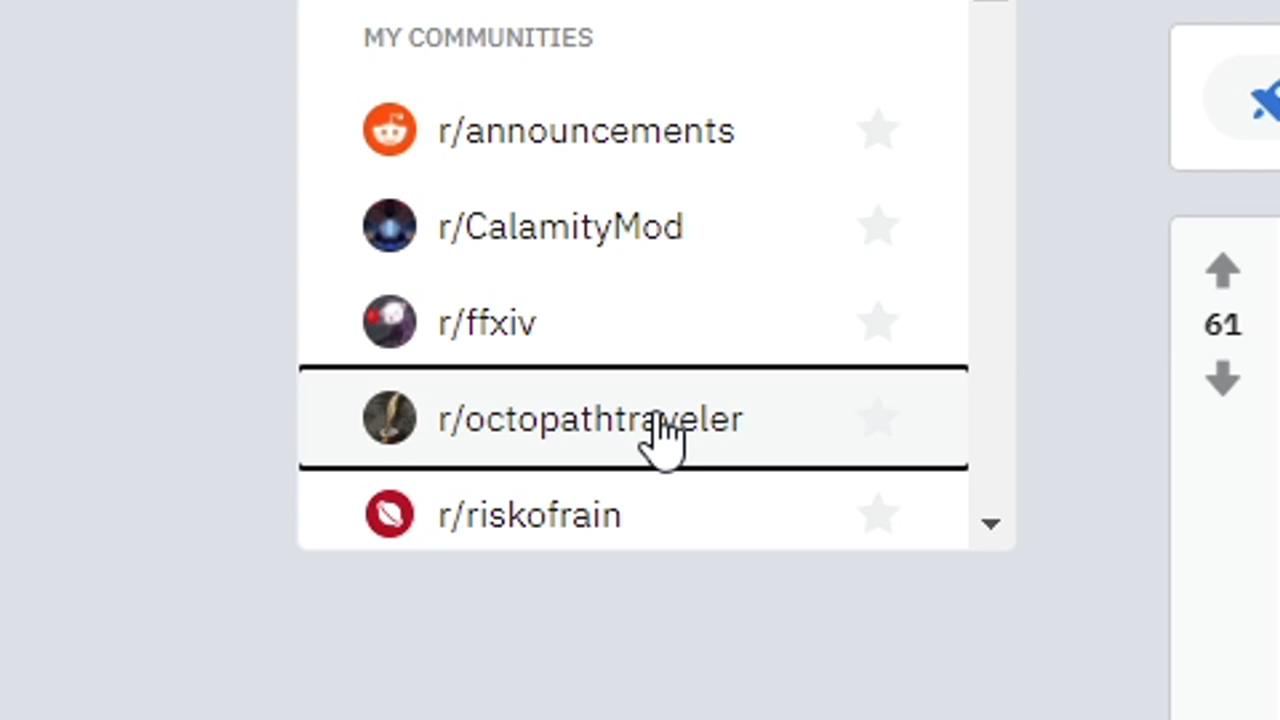 MY COMMUNITIES
r/announcements
r/CalamityMod
r/ffxiv
r/octopathtraveler
r/riskofrain
61